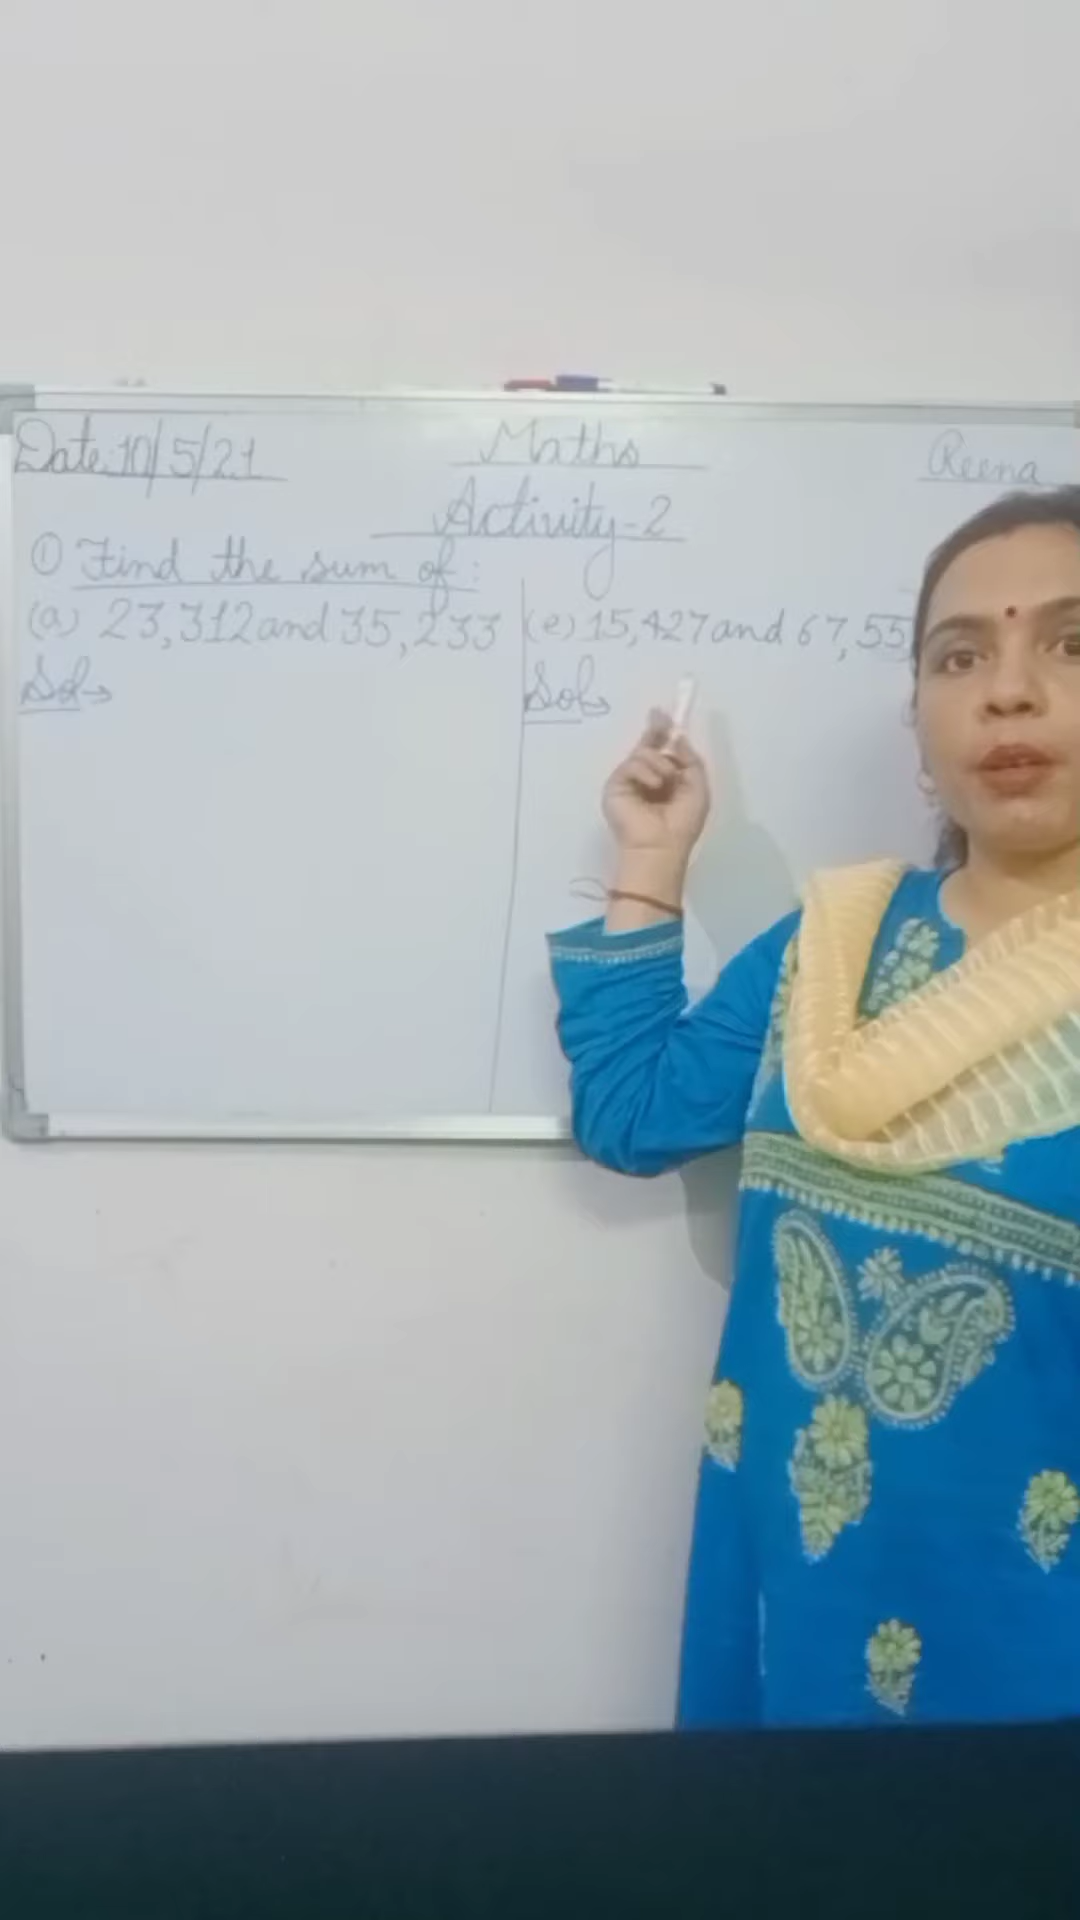 Date:10/5/21 Maths Reena
Activity-2
① Find the sum of:
(a) 23,312 and 35,233
Sol→
(e) 15,427 and 67,55
Sol→